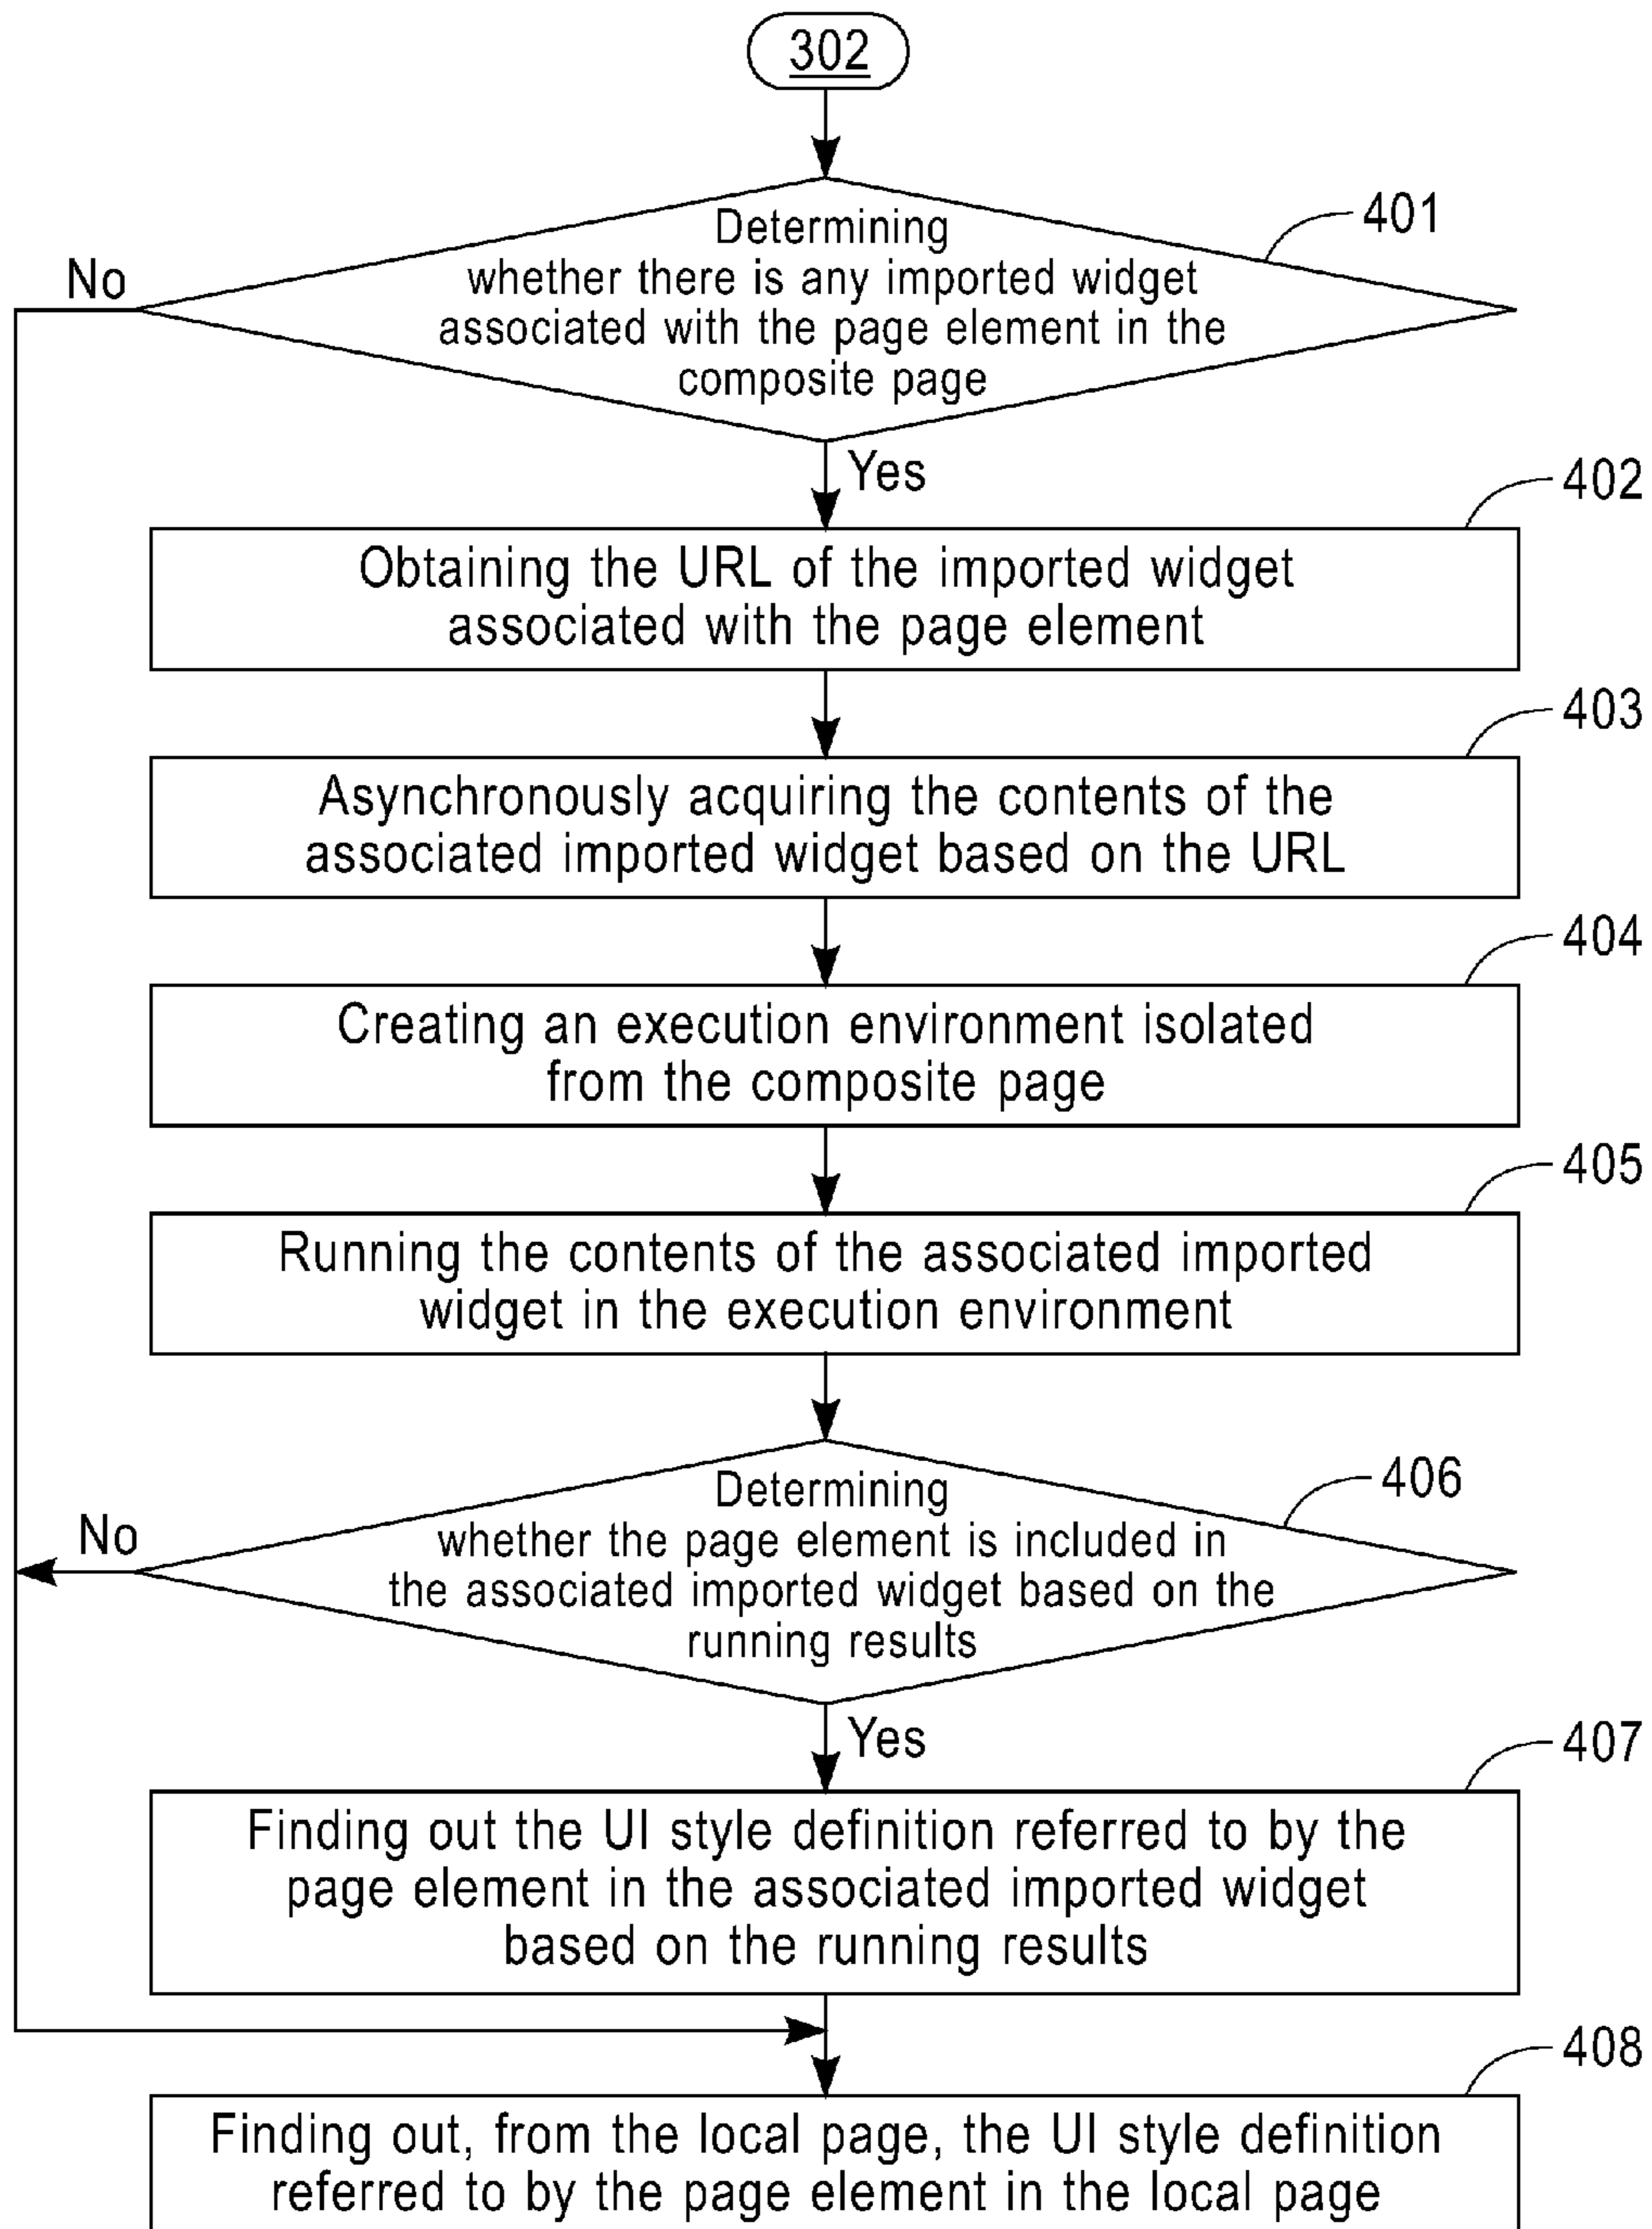 302
Determining
whether there is any imported widget
associated with the page element in the
composite page
401
No
Yes
402
Obtaining the URL of the imported widget
associated with the page element
403
Asynchronously acquiring the contents of the
associated imported widget based on the URL
404
Creating an execution environment isolated
from the composite page
405
Running the contents of the associated imported
widget in the execution environment
406
Determining
whether the page element is included in
the associated imported widget based on the
running results
No
Yes
407
Finding out the UI style definition referred to by the
page element in the associated imported widget
based on the running results
408
Finding out, from the local page, the UI style definition
referred to by the page element in the local page